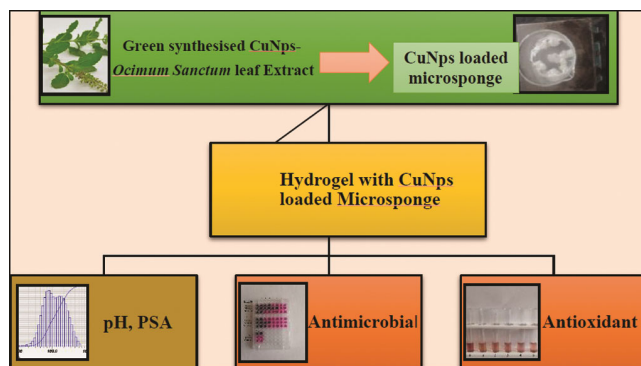 Green synthesised CuNps-
Ocimum Sanctum leaf Extract
CuNps loaded
microsponge
Hydrogel with CuNps
loaded Microsponge
pH, PSA
Antimicrobial
Antioxidant